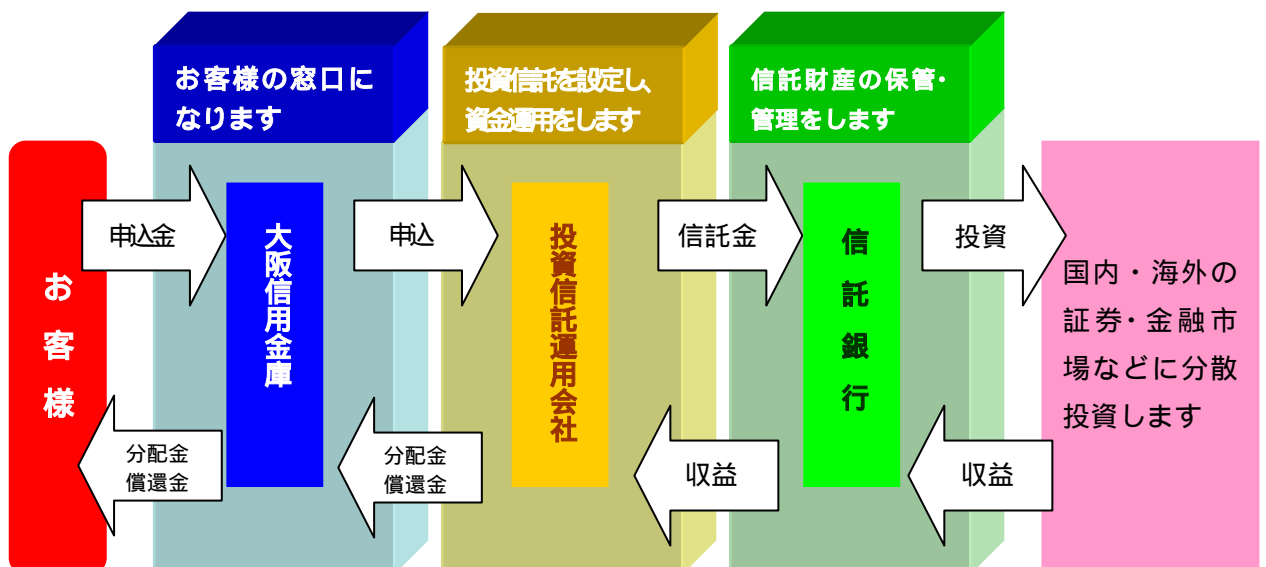 お客様の窓口に
なります
投資信託を設定し、
資金運用をします
信託財産の保管・
管理をします
お客様
申込金
大阪信用金庫
申込
投資信託運用会社
信託金
信託銀行
投資
国内・海外の
証券・金融市
場などに分散
投資します
分配金
償還金
分配金
償還金
収益
収益